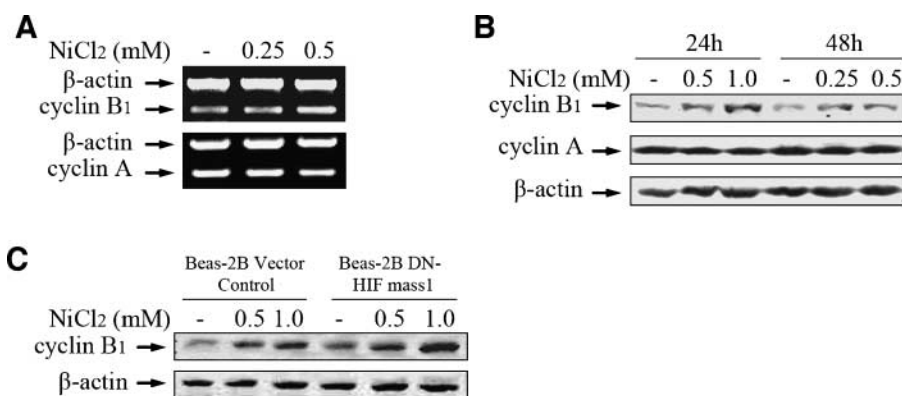 A
NiCl2 (mM) - 0.25 0.5
β-actin
cyclin B1
β-actin
cyclin A
B
24h 48h
NiCl2 (mM) - 0.5 1.0 - 0.25 0.5
cyclin B1
cyclin A
β-actin
C
Beas-2B Vector Control Beas-2B DN-HIF mass1
NiCl2 (mM) - 0.5 1.0 - 0.5 1.0
cyclin B1
β-actin